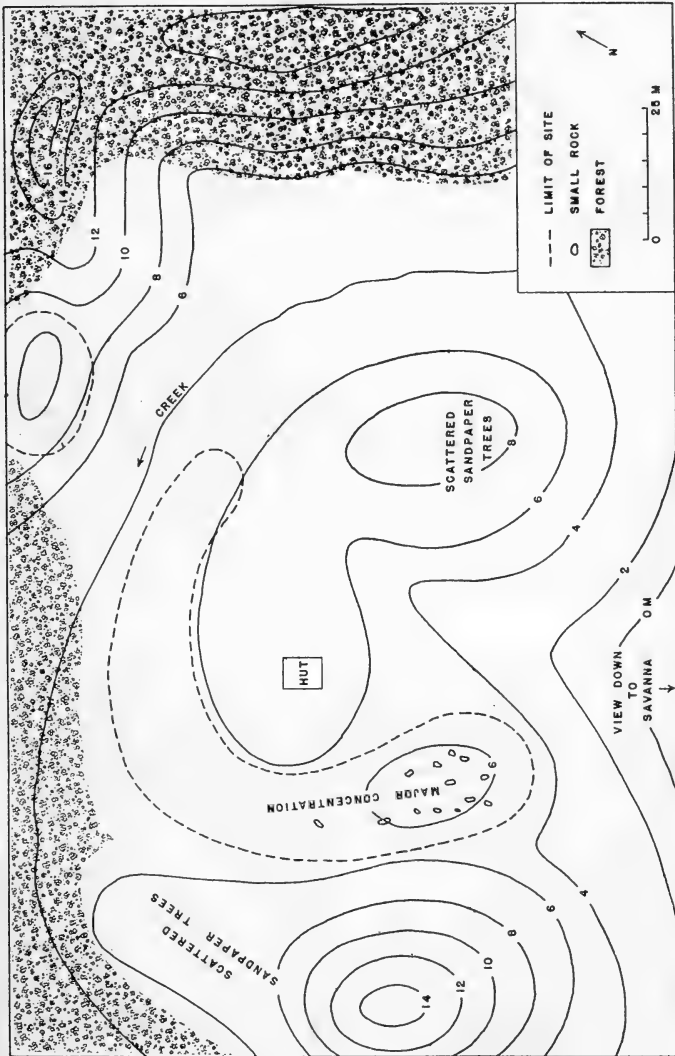 16
14
12
10
8
6
CREEK
SCATTERED
SANDPAPER TREES
HUT
MAJOR
CONCENTRATION
6
14
12
10
8
6
4
SCATTERED
SANDPAPER
TREES
8
6
4
2
0 M
VIEW DOWN
TO
SAVANNA
LIMIT OF SITE
SMALL ROCK
FOREST
0 25 M
N